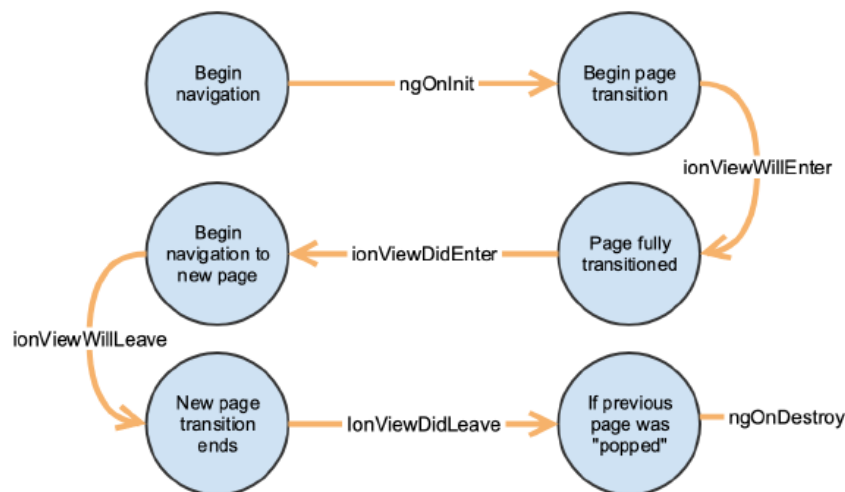 Begin
navigation
ngOnInit
Begin page
transition
ionViewWillEnter
Page fully
transitioned
ionViewDidEnter
Begin
navigation to
new page
ionViewWillLeave
New page
transition
ends
IonViewDidLeave
If previous
page was
"popped"
ngOnDestroy